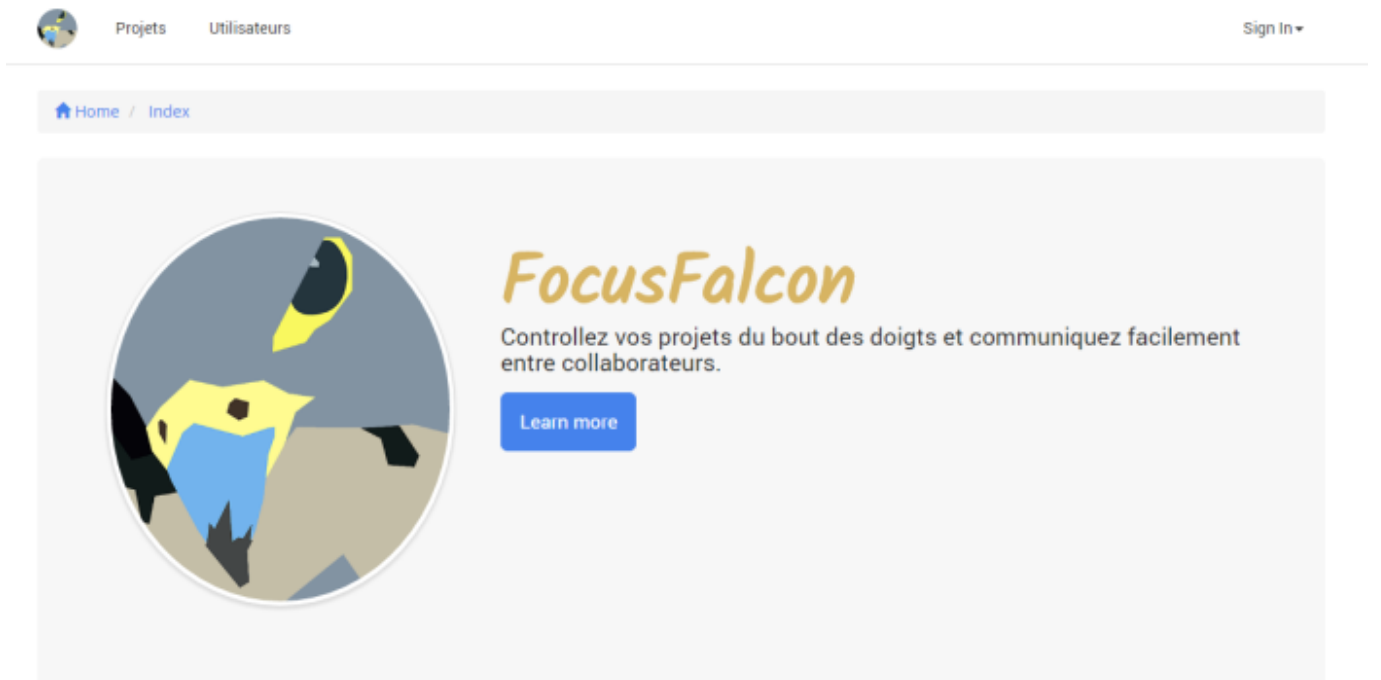 Projets Utilisateurs Sign In
Home / Index
FocusFalcon
Controllez vos projets du bout des doigts et communiquez facilement
entre collaborateurs.
Learn more